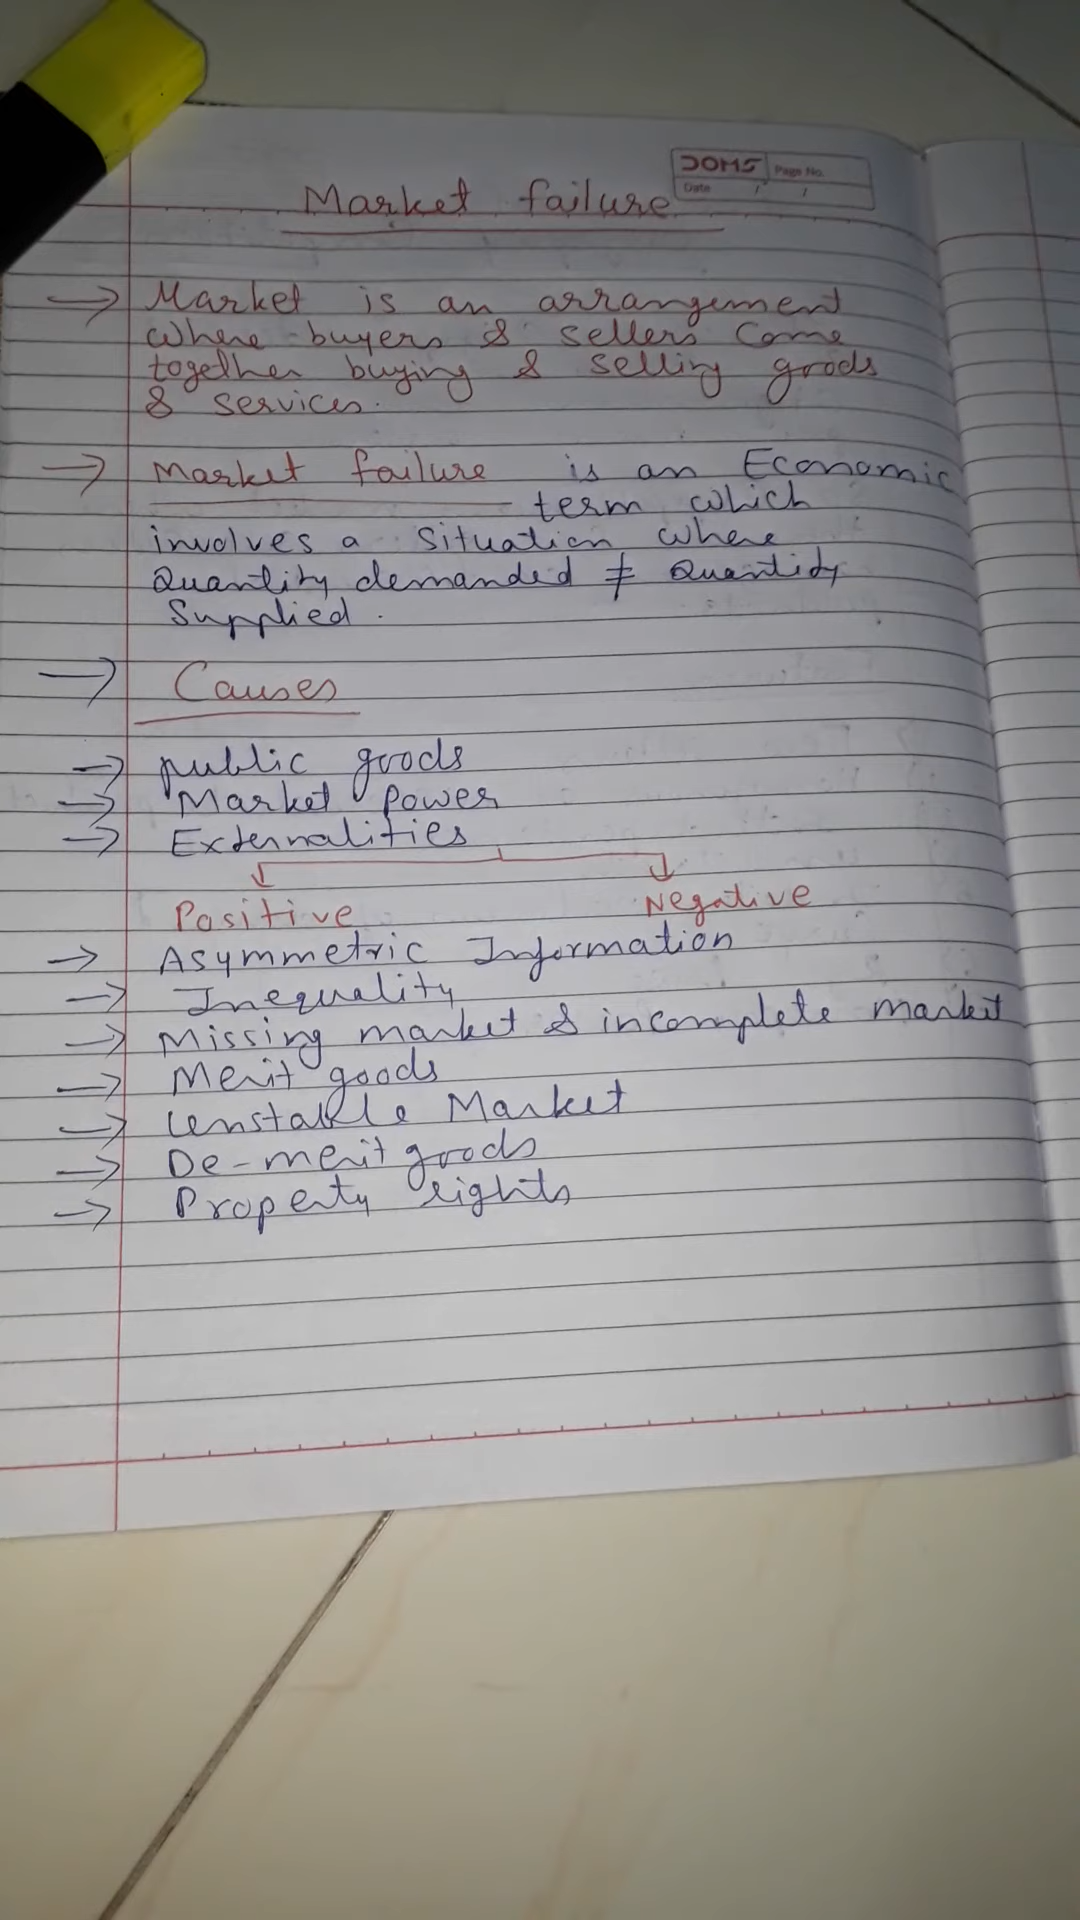 DOMS
Page No.
Date / /
Market failure
→ Market is an arrangement
where buyers & sellers come
together buying & selling goods
& services.
→ Market failure is an Economic
term which
involves a Situation where
Quantity demanded ≠ Quantity
Supplied.
→ Causes
→ public goods
→ Market Power
→ Externalities
Positive Negative
→ Asymmetric Information
→ Inequality
→ Missing market & incomplete market
→ Merit goods
→ Unstable Market
→ De-merit goods
→ Property rights